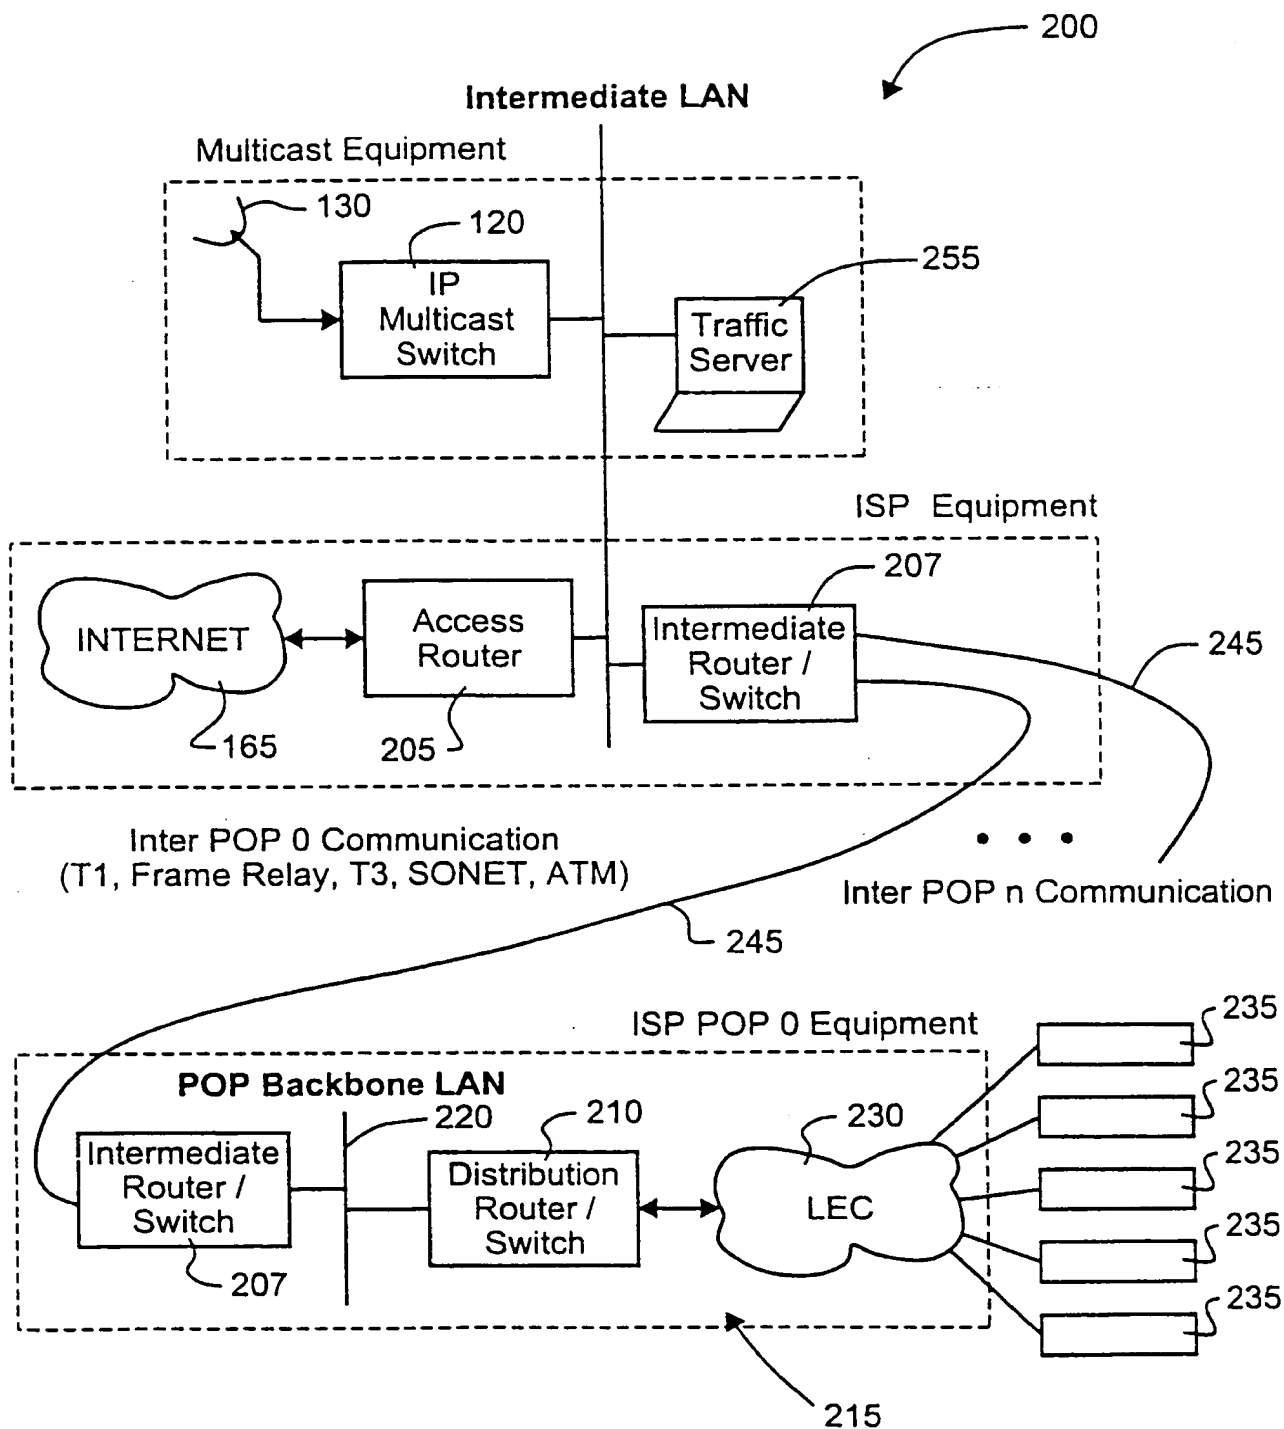 200
Intermediate LAN
Multicast Equipment
130
120
IP
Multicast
Switch
255
Traffic
Server
ISP Equipment
207
INTERNET
Access
Router
Intermediate
Router /
Switch
245
165
205
Inter POP 0 Communication
(T1, Frame Relay, T3, SONET, ATM)
Inter POP n Communication
245
ISP POP 0 Equipment
235
POP Backbone LAN
235
220
210
230
Intermediate
Router /
Switch
Distribution
Router /
Switch
LEC
235
235
207
235
215